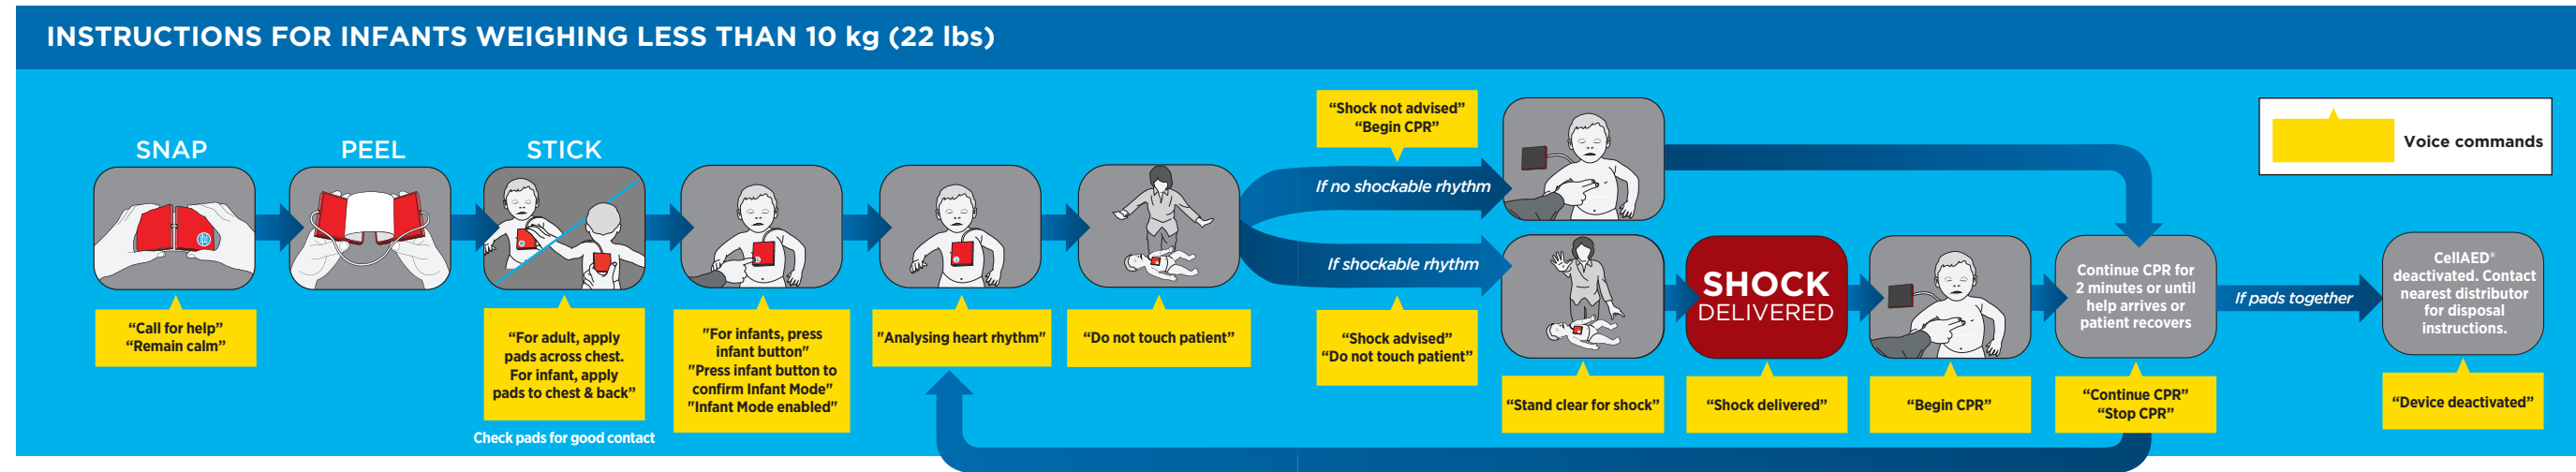 INSTRUCTIONS FOR INFANTS WEIGHING LESS THAN 10 kg (22 lbs)
SNAP
“Call for help”
“Remain calm”
PEEL
STICK
“For adult, apply
pads across chest.
For infant, apply
pads to chest & back”
Check pads for good contact
"For infants, press
infant button"
"Press infant button to
confirm Infant Mode"
"Infant Mode enabled"
"Analysing heart rhythm"
“Do not touch patient”
“Shock not advised”
“Begin CPR”
If no shockable rhythm
If shockable rhythm
“Shock advised”
“Do not touch patient”
“Stand clear for shock”
SHOCK
DELIVERED
“Shock delivered”
“Begin CPR”
Continue CPR for
2 minutes or until
help arrives or
patient recovers
“Continue CPR”
“Stop CPR”
If pads together
CellAED®
deactivated. Contact
nearest distributor
for disposal
instructions.
“Device deactivated”
Voice commands